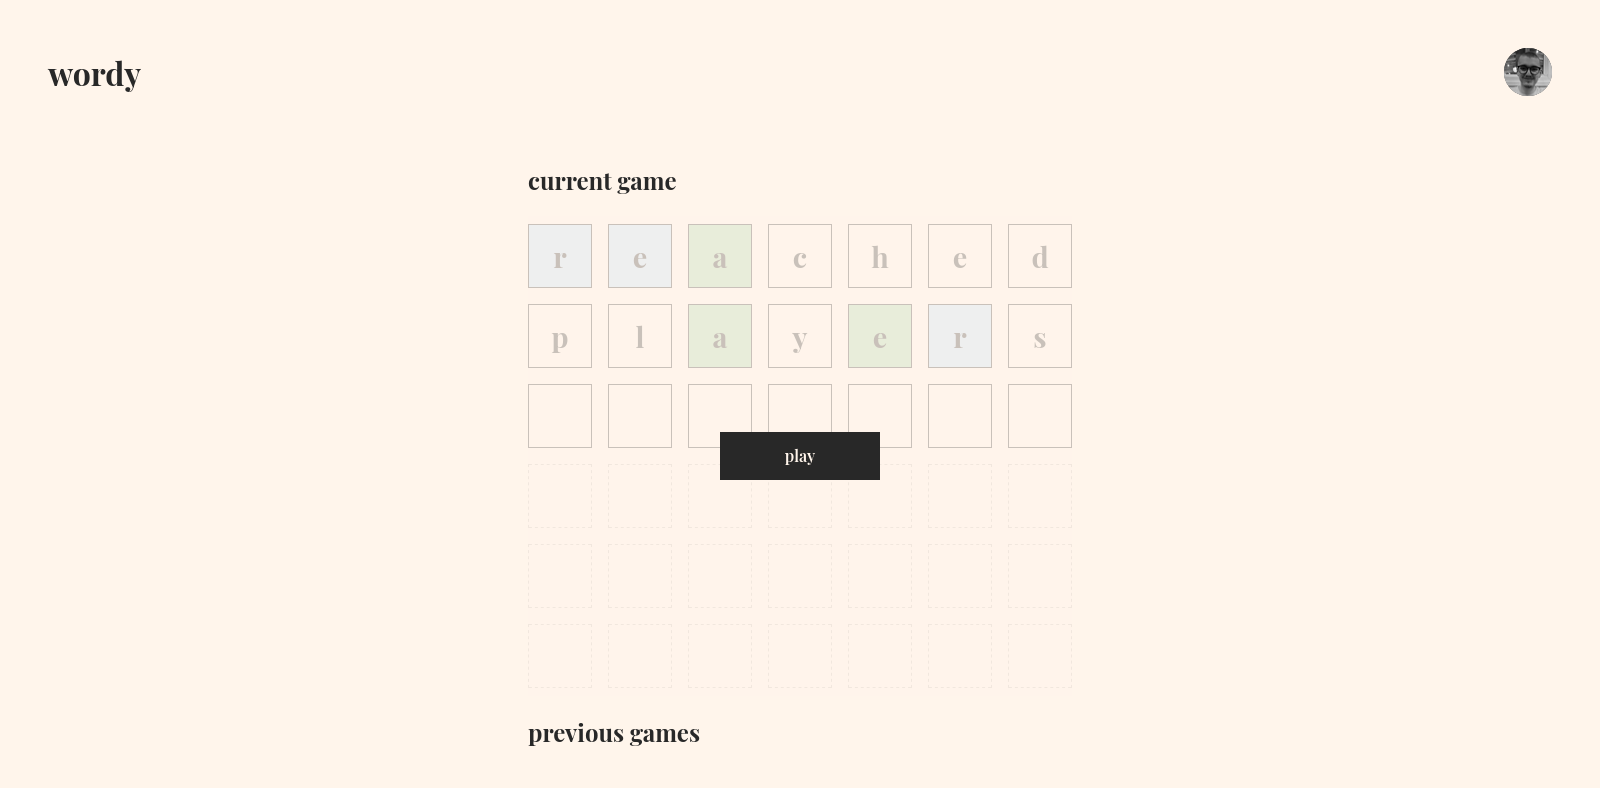 wordy
current game
r e a c h e d
p l a y e r s
play
previous games